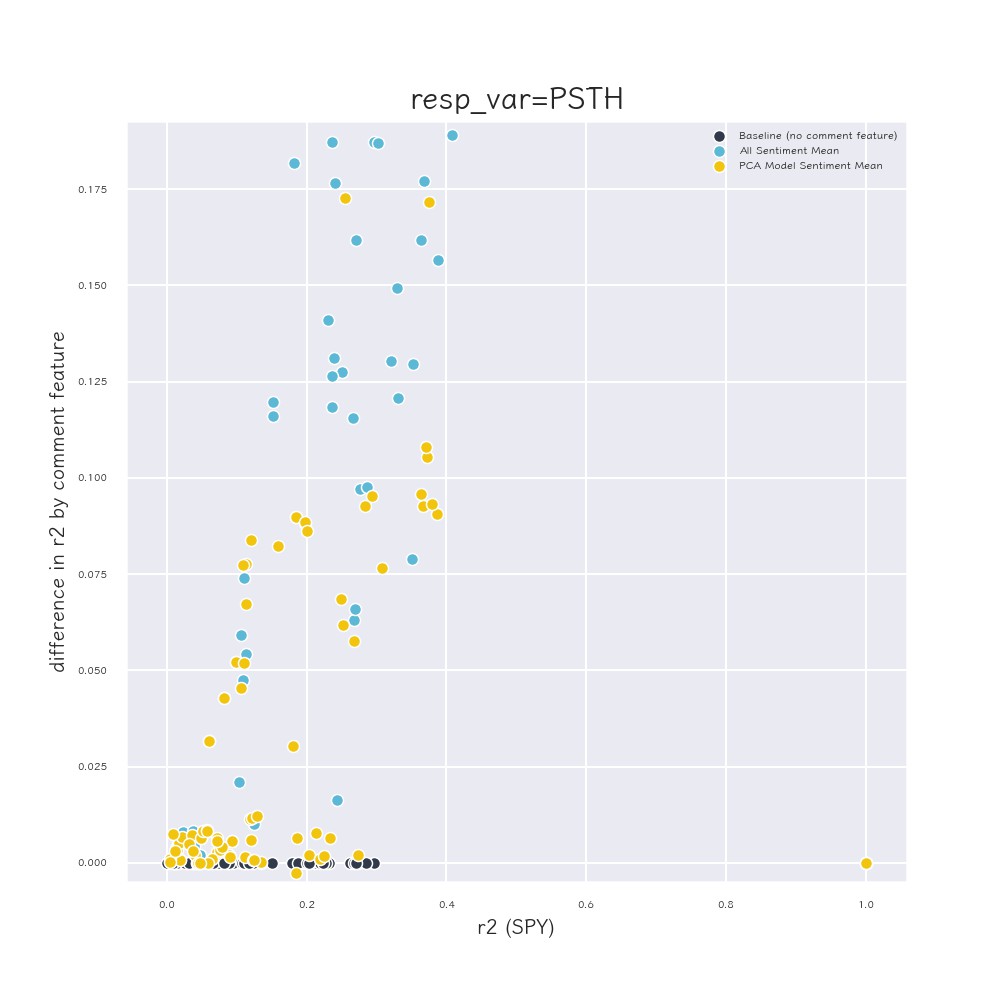 resp_var=PSTH
Baseline (no comment feature)
All Sentiment Mean
PCA Model Sentiment Mean
difference in r2 by comment feature
0.175
0.150
0.125
0.100
0.075
0.050
0.025
0.000
0.0 0.2 0.4 0.6 0.8 1.0
r2 (SPY)